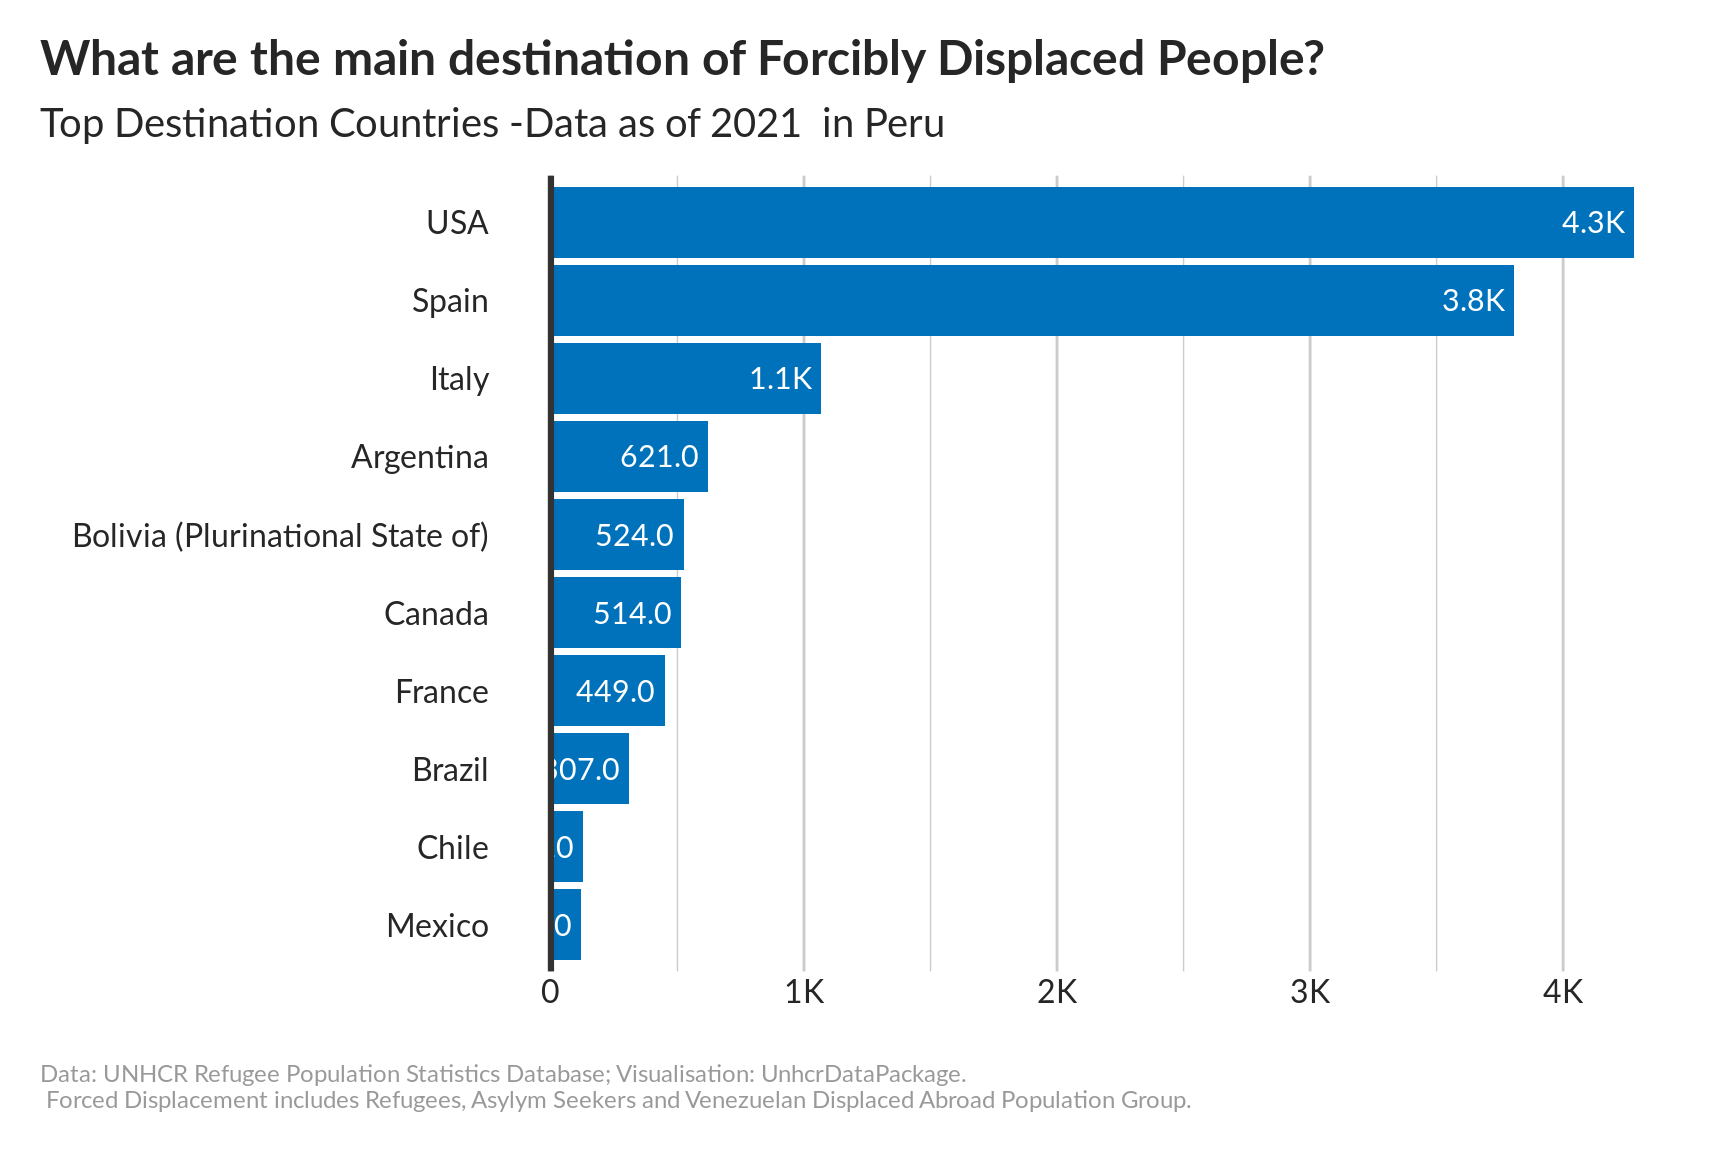 What are the main destination of Forcibly Displaced People?
Top Destination Countries -Data as of 2021  in Peru
USA
4.3K
Spain
3.8K
Italy
1.1K
Argentina
621.0
Bolivia (Plurinational State of)
524.0
Canada
514.0
France
449.0
Brazil
307.0
Chile
Mexico
0 1K 2K 3K 4K
Data: UNHCR Refugee Population Statistics Database; Visualisation: UnhcrDataPackage.
Forced Displacement includes Refugees, Asylym Seekers and Venezuelan Displaced Abroad Population Group.